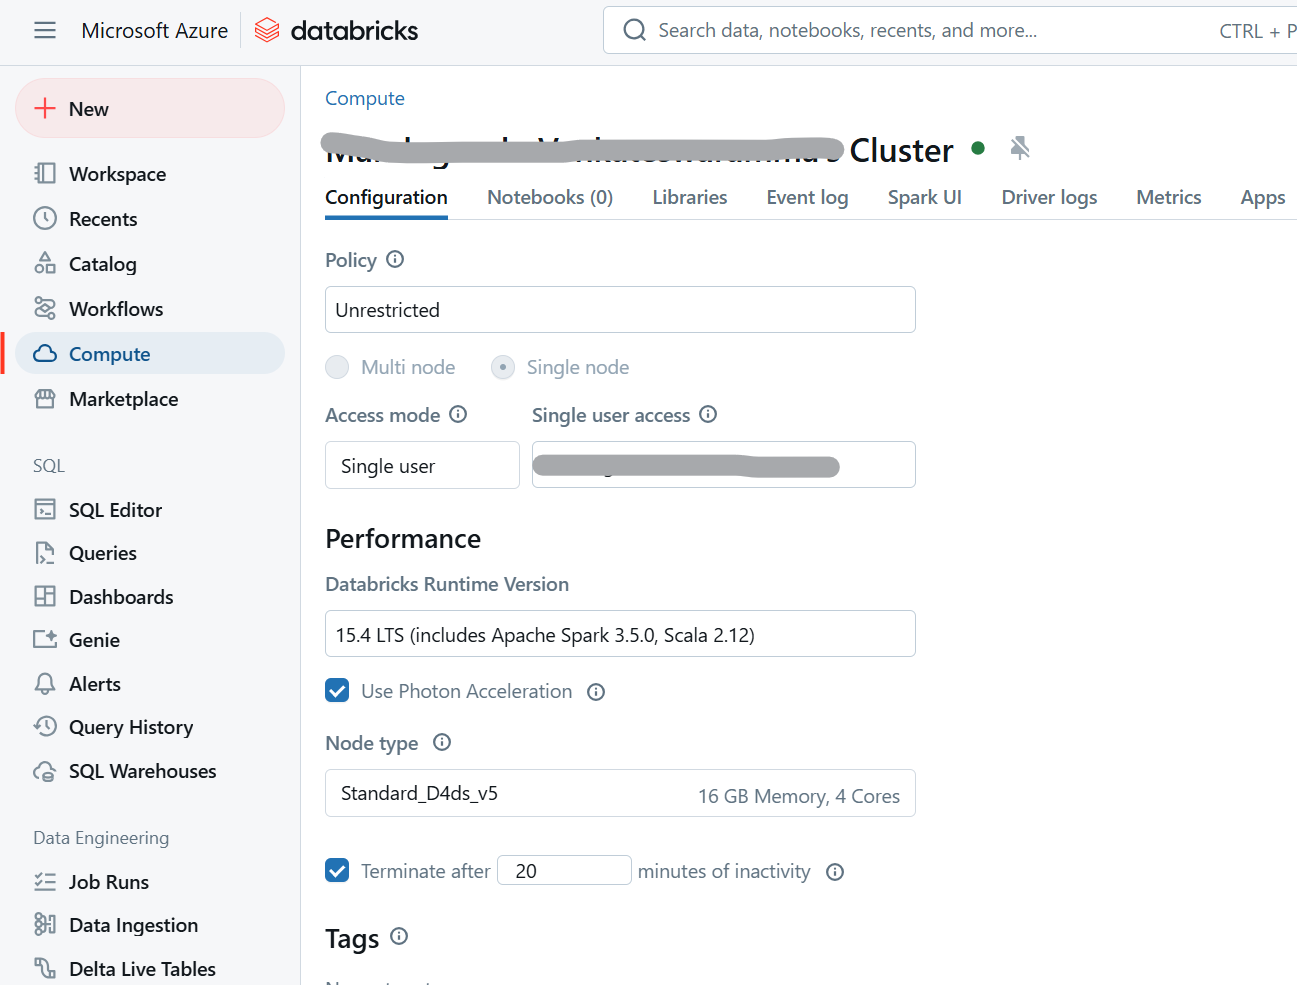 Microsoft Azure databricks
Search data, notebooks, recents, and more... CTRL + P
New
Workspace
Recents
Catalog
Workflows
Compute
Marketplace
SQL
SQL Editor
Queries
Dashboards
Genie
Alerts
Query History
SQL Warehouses
Data Engineering
Job Runs
Data Ingestion
Delta Live Tables
Compute
Cluster
Configuration Notebooks (0) Libraries Event log Spark UI Driver logs Metrics Apps
Policy
Unrestricted
Multi node Single node
Access mode Single user access
Single user
Performance
Databricks Runtime Version
15.4 LTS (includes Apache Spark 3.5.0, Scala 2.12)
Use Photon Acceleration
Node type
Standard_D4ds_v5 16 GB Memory, 4 Cores
Terminate after 20 minutes of inactivity
Tags